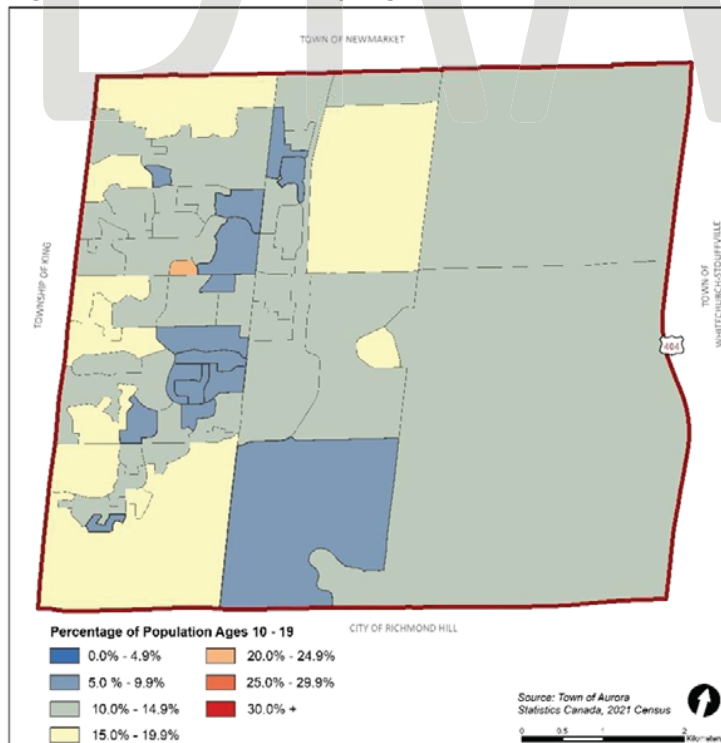 TOWN OF NEWMARKET
TOWNSHIP OF KING
TOWN OF
WHITCHURCH-STOUFFVILLE
404
CITY OF RICHMOND HILL
Percentage of Population Ages 10 - 19
0.0% - 4.9%
5.0 % - 9.9%
10.0% - 14.9%
15.0% - 19.9%
20.0% - 24.9%
25.0% - 29.9%
30.0% +
Source: Town of Aurora
Statistics Canada, 2021 Census
0 0.5 1 2
Kilometers